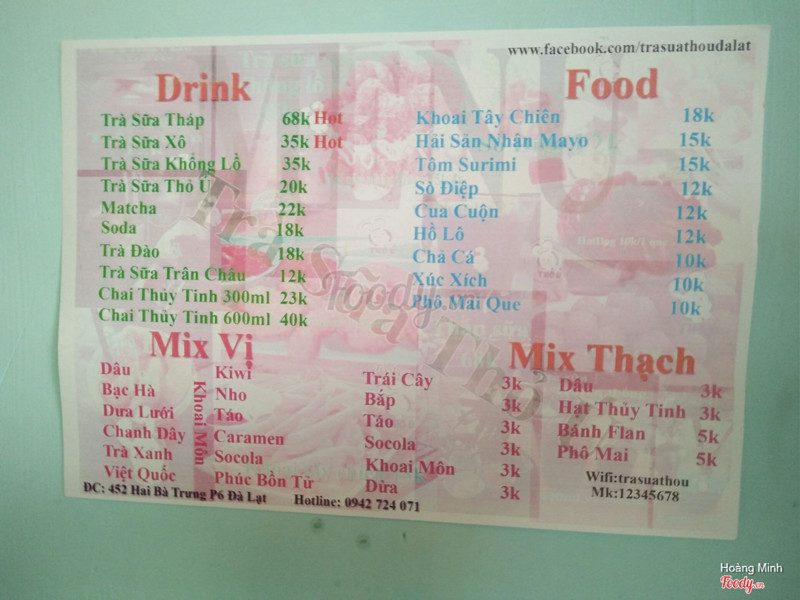 www.facebook.com/trasuathoudalat
MENU
Drink
Trà Sữa Tháp 68k Hot
Trà Sữa Xô 35k Hot
Trà Sữa Khổng Lồ 35k
Trà Sữa Thỏ U 20k
Matcha 22k
Soda 18k
Trà Đào 18k
Trà Sữa Trân Châu 12k
Chai Thủy Tinh 300ml 23k
Chai Thủy Tinh 600ml 40k
Food
Khoai Tây Chiên 18k
Hải Sản Nhân Mayo 15k
Tôm Surimi 15k
Sò Điệp 12k
Cua Cuộn 12k
Hồ Lô 12k
Chả Cá 10k
Xúc Xích 10k
Phô Mai Que 10k
Trà Sữa Thỏ
Foody
Mix Vị
Dâu
Bạc Hà
Dưa Lưới
Chanh Đây
Trà Xanh
Việt Quốc
Khoai Môn
Kiwi
Nho
Táo
Caramen
Socola
Phúc Bồn Tử
Mix Thạch
Trái Cây 3k
Bắp 3k
Táo 3k
Socola 3k
Khoai Môn 3k
Dừa 3k
Dâu 3k
Hạt Thủy Tinh 3k
Bánh Flan 5k
Phô Mai 5k
Wifi:trasuathou
Mk:12345678
ĐC: 452 Hai Bà Trưng P6 Đà Lạt Hotline: 0942 724 071
Hoàng Minh
Foody.vn